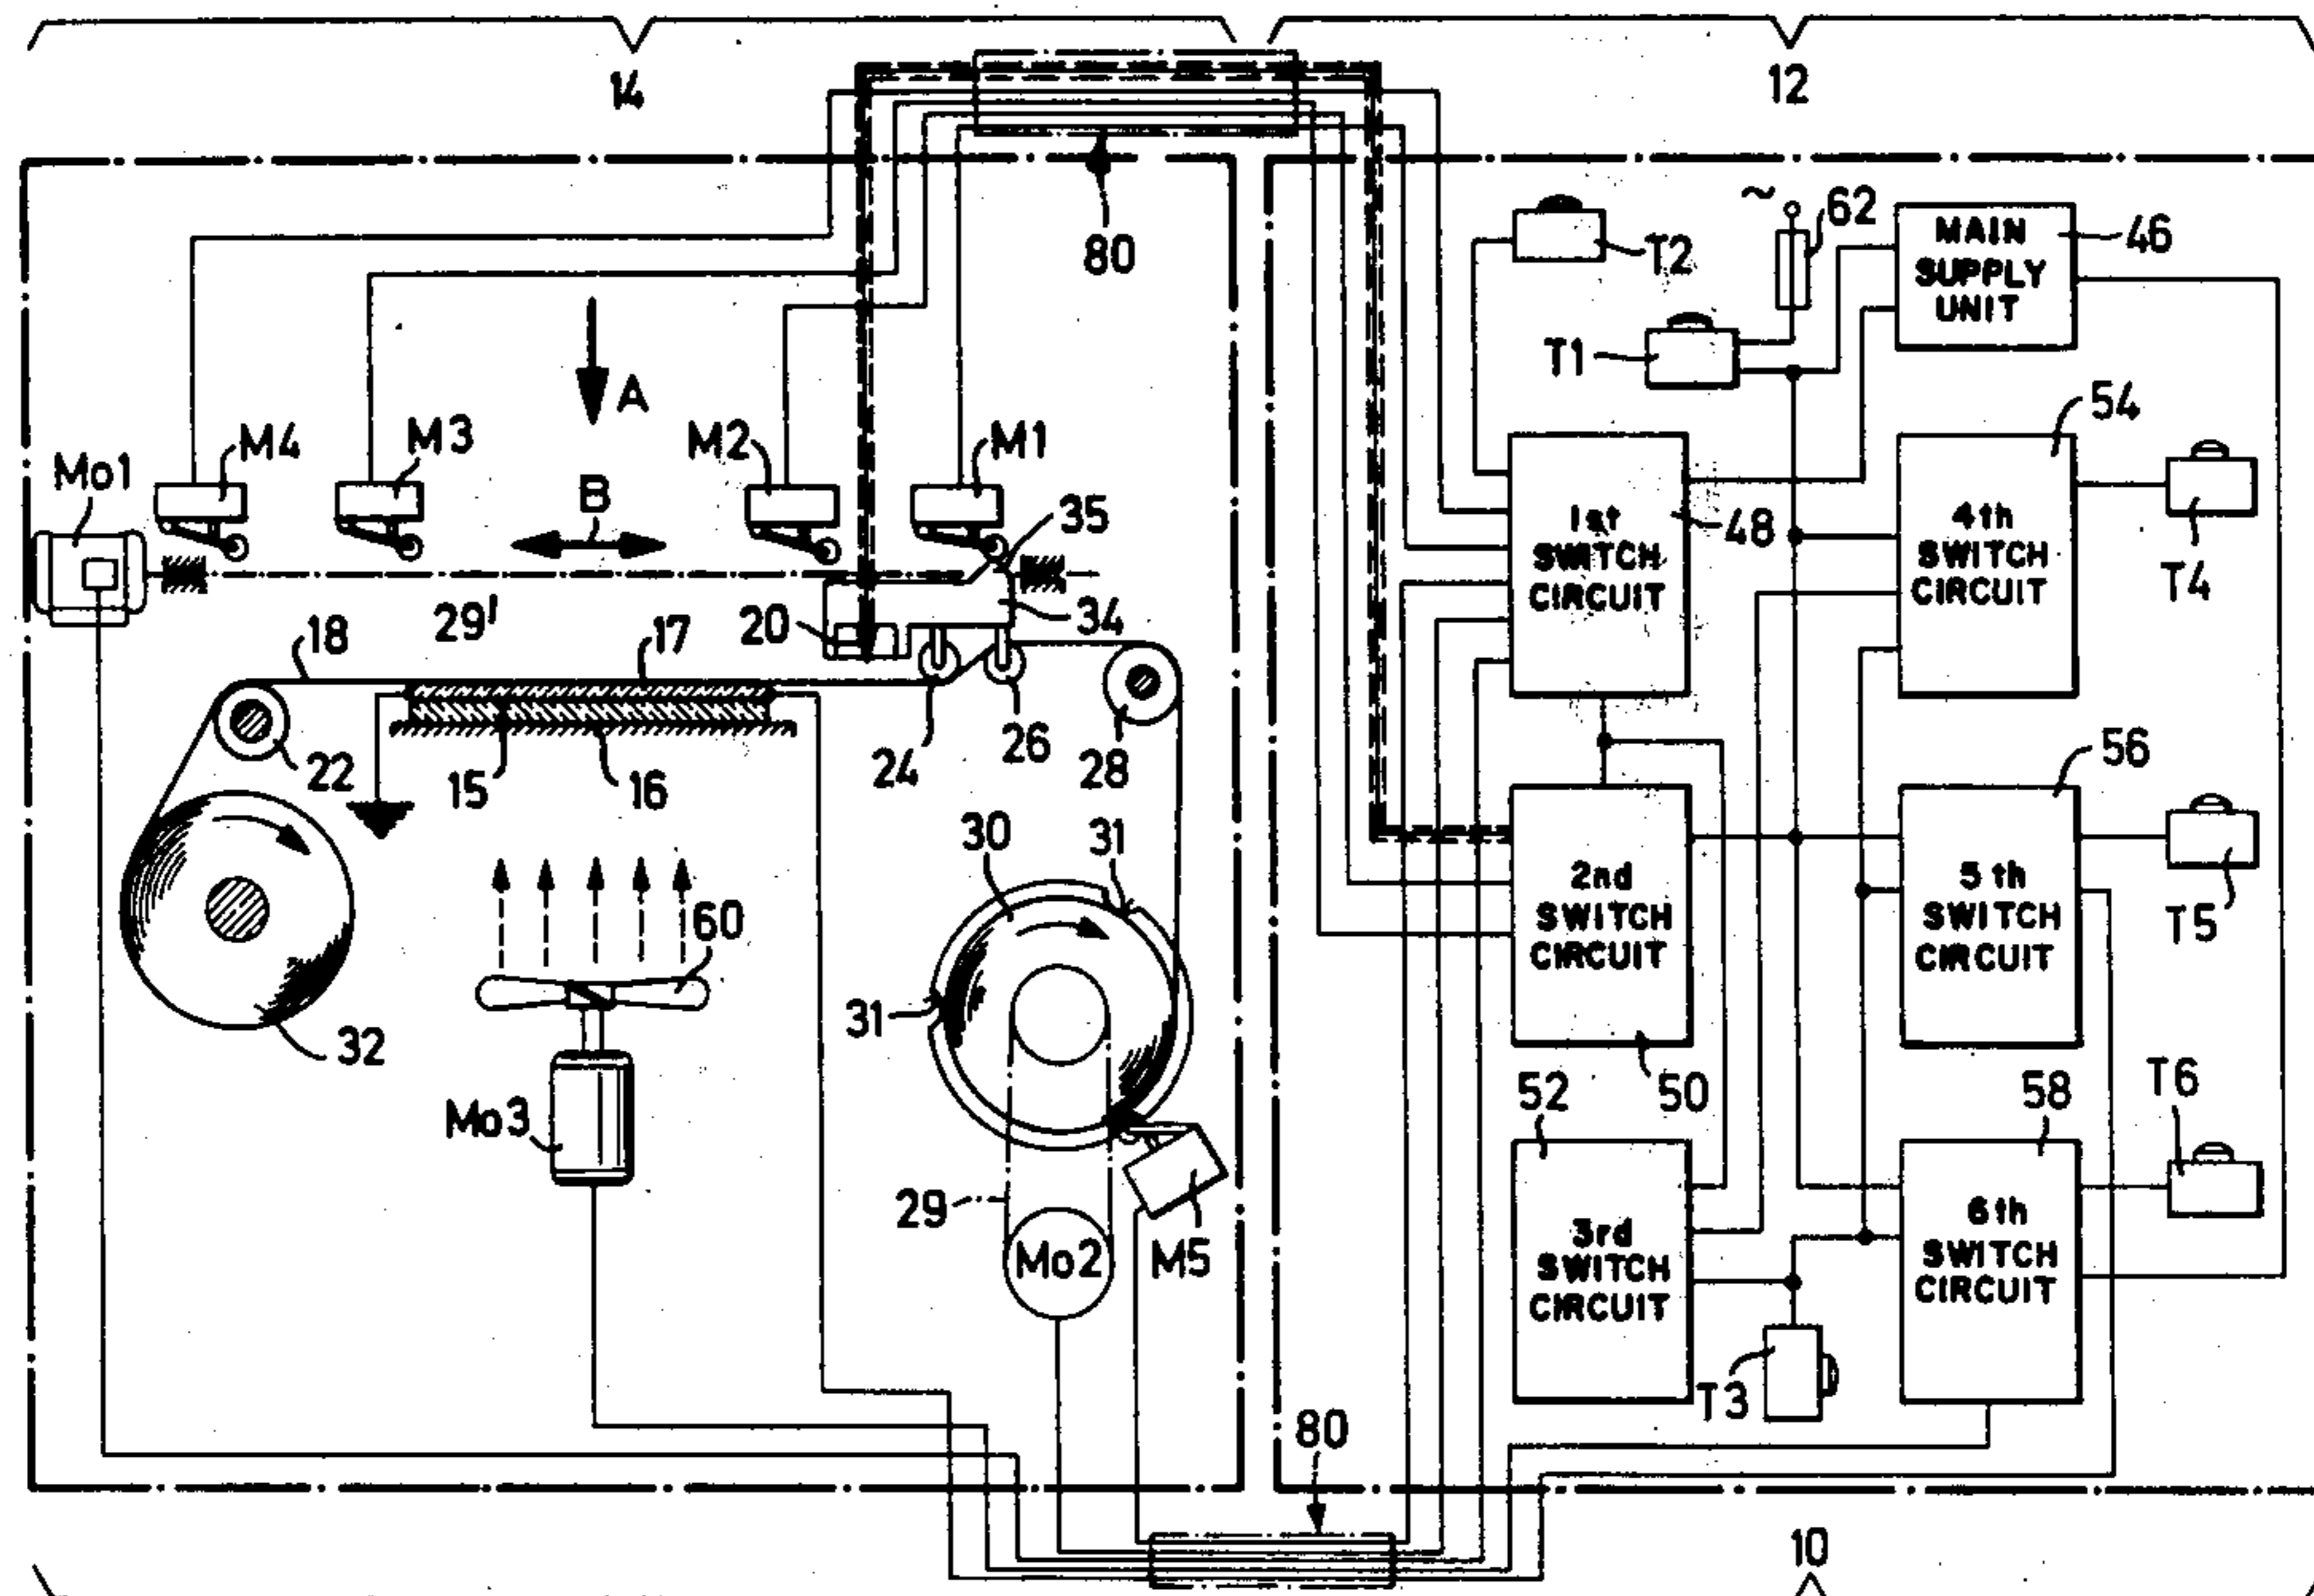 14
12
80
T2
~
62
MAIN
SUPPLY
UNIT
46
T1
A
54
M4
M3
M2
M1
Mo1
B
35
1st
SWITCH
CIRCUIT
48
4th
SWITCH
CIRCUIT
T4
29'
18
17
20
34
22
15
16
24
26
28
56
30
31
2nd
SWITCH
CIRCUIT
5th
SWITCH
CIRCUIT
T5
60
31
32
50
52
58
T6
Mo3
29
Mo2
M5
3rd
SWITCH
CIRCUIT
6th
SWITCH
CIRCUIT
T3
80
10